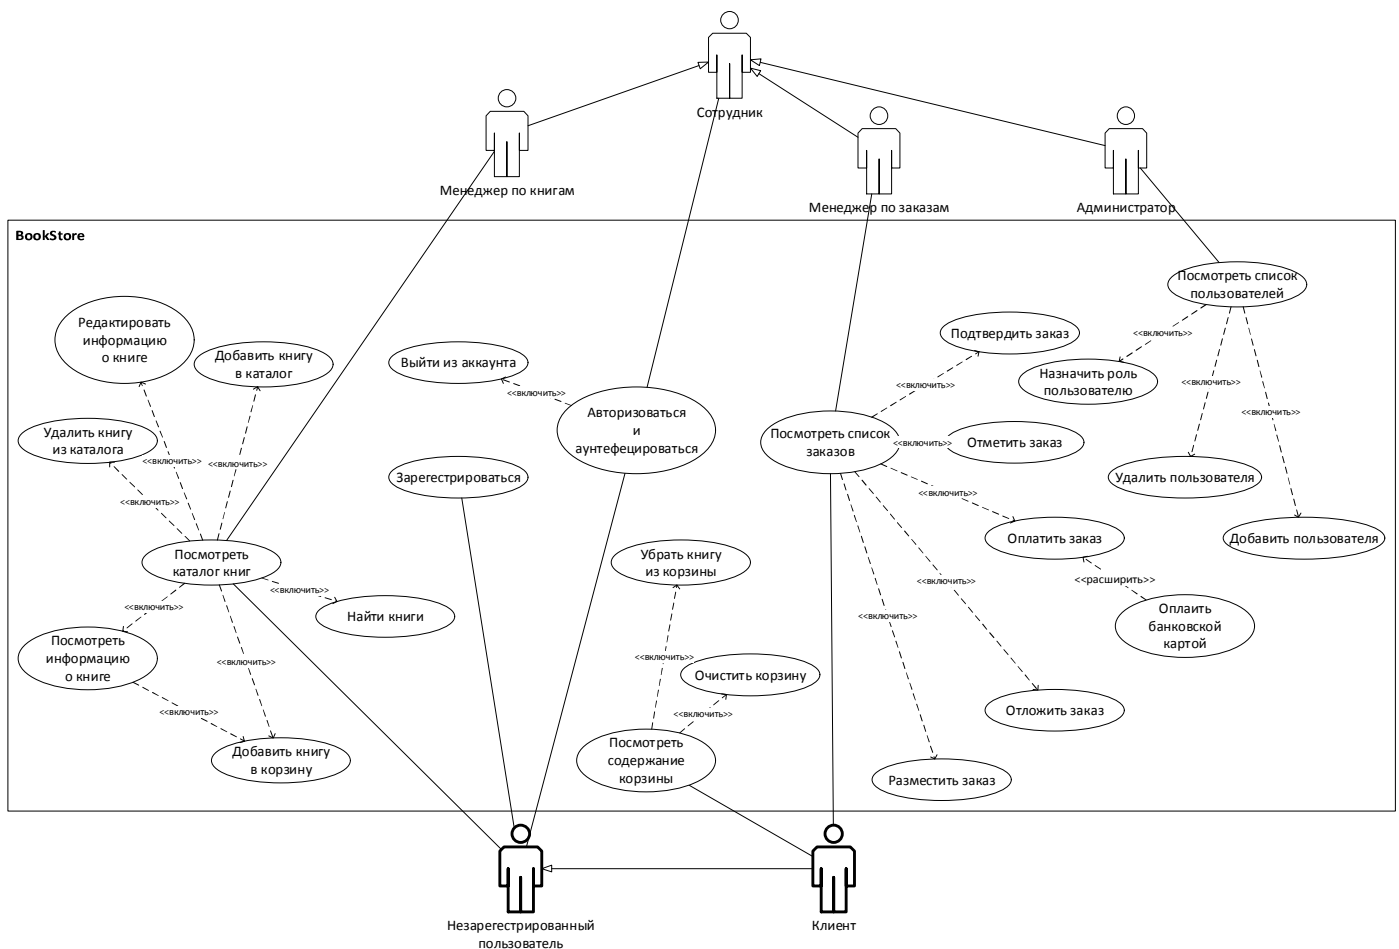 Сотрудник
Менеджер по книгам
Менеджер по заказам
Администратор
BookStore
Посмотреть список
пользователей
<<включить>>
Назначить роль
пользователю
<<включить>>
<<включить>>
Удалить пользователя
Добавить пользователя
Редактировать
информацию
о книге
Добавить книгу
в каталог
Удалить книгу
из каталога
<<включить>>
<<включить>>
<<включить>>
Посмотреть
каталог книг
<<включить>>
<<включить>>
Найти книги
Посмотреть
информацию
о книге
<<включить>>
<<включить>>
Добавить книгу
в корзину
Выйти из аккаунта
<<включить>>
Авторизоваться
и
аунтефецироваться
Зарегестрироваться
Убрать книгу
из корзины
<<включить>>
Очистить корзину
<<включить>>
Посмотреть
содержание
корзины
Подтвердить заказ
<<включить>>
Посмотреть список
заказов
<<включить>>
Отметить заказ
<<включить>>
Оплатить заказ
<<расширить>>
Оплаить
банковской
картой
<<включить>>
<<включить>>
Отложить заказ
Разместить заказ
Незарегестрированный
пользователь
Клиент